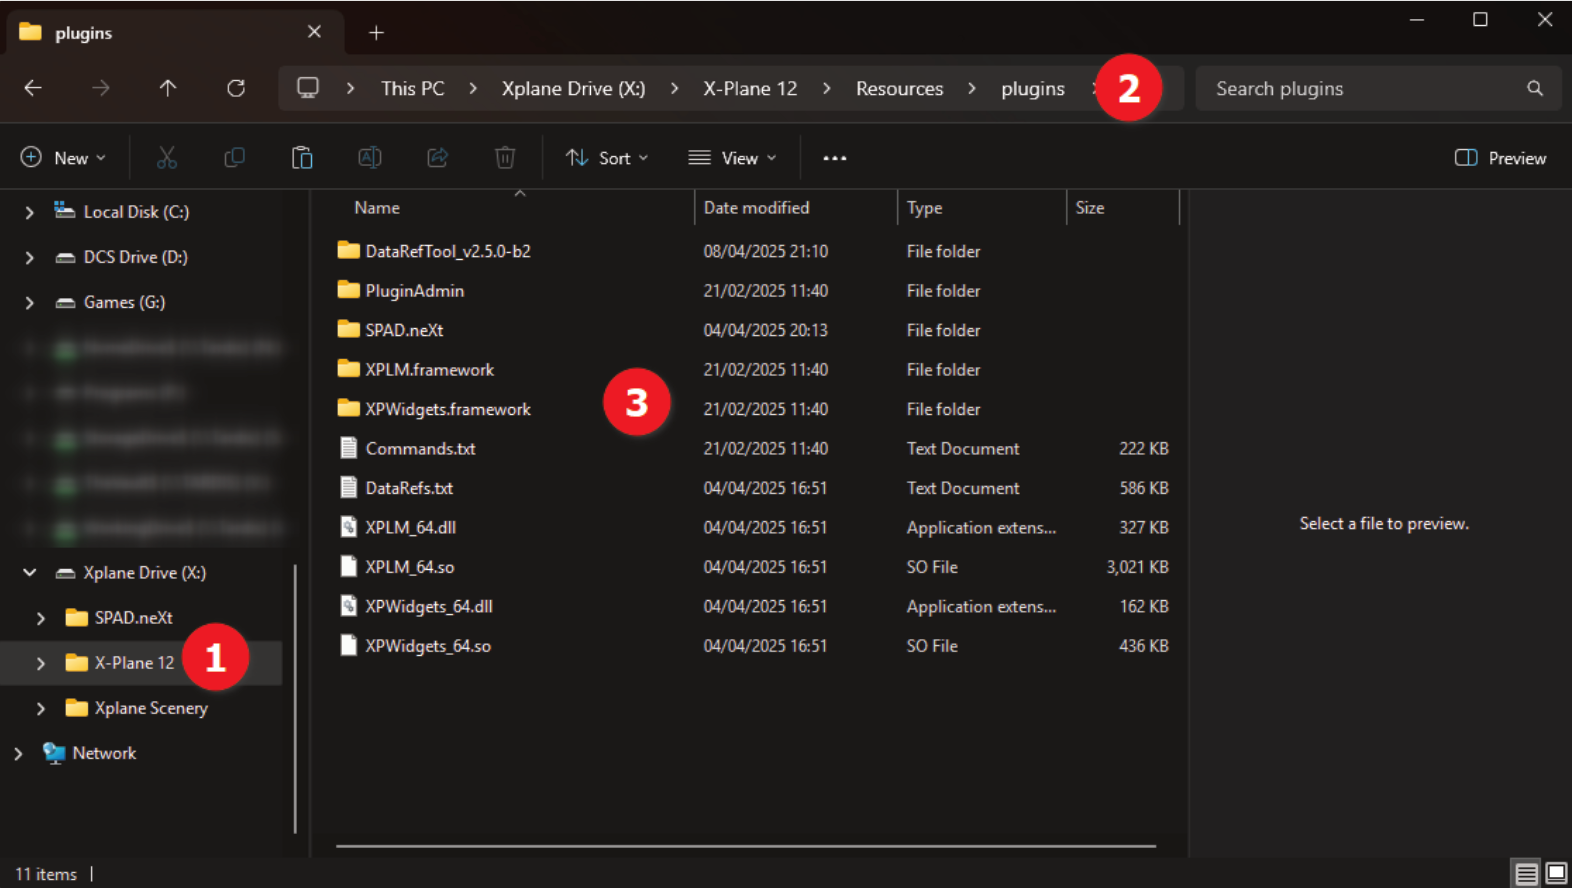 plugins
This PC > Xplane Drive (X:) > X-Plane 12 > Resources > plugins > 2
Search plugins
New
Sort
View
Preview
Local Disk (C:)
DCS Drive (D:)
Games (G:)
Xplane Drive (X:)
SPAD.neXt
X-Plane 12 1
Xplane Scenery
Network
Name Date modified Type Size
DataRefTool_v2.5.0-b2 08/04/2025 21:10 File folder
PluginAdmin 21/02/2025 11:40 File folder
SPAD.neXt 04/04/2025 20:13 File folder
XPLM.framework 21/02/2025 11:40 File folder
3
XPWidgets.framework 21/02/2025 11:40 File folder
Commands.txt 21/02/2025 11:40 Text Document 222 KB
DataRefs.txt 04/04/2025 16:51 Text Document 586 KB
XPLM_64.dll 04/04/2025 16:51 Application extens... 327 KB
XPLM_64.so 04/04/2025 16:51 SO File 3,021 KB
XPWidgets_64.dll 04/04/2025 16:51 Application extens... 162 KB
XPWidgets_64.so 04/04/2025 16:51 SO File 436 KB
Select a file to preview.
11 items